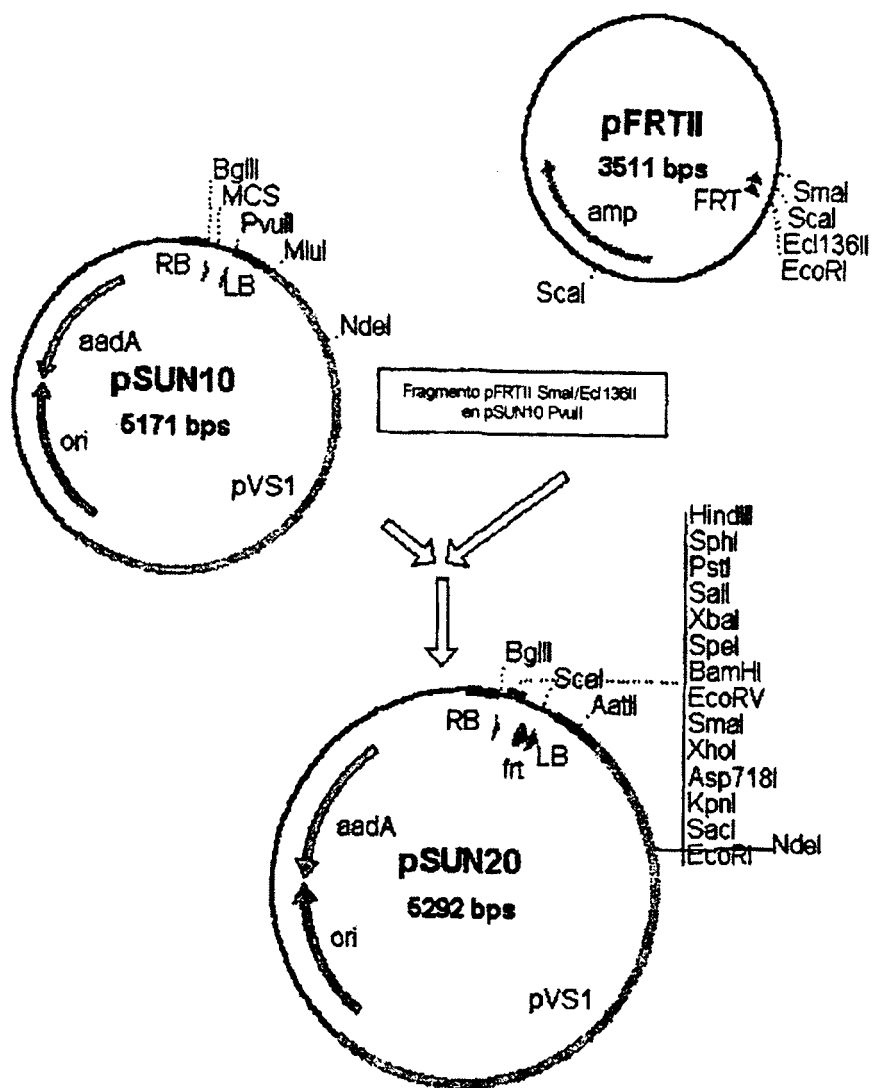 pFRTII
3511 bps
FRT
amp
SmaI
ScaI
Ecl136II
EcoRI
ScaI
BglII
MCS
PvuII
MluI
RB
LB
NdeI
aadA
pSUN10
5171 bps
ori
pVS1
Fragmento pFRTII SmaI/Ecl136II
en pSUN10 PvuII
HindIII
SphI
PstI
SalI
XbaI
SpeI
BamHI
EcoRV
SmaI
XhoI
Asp718I
KpnI
SacI
EcoRI
NdeI
BglII
ScaI
AatII
RB
frt
LB
aadA
pSUN20
5292 bps
ori
pVS1